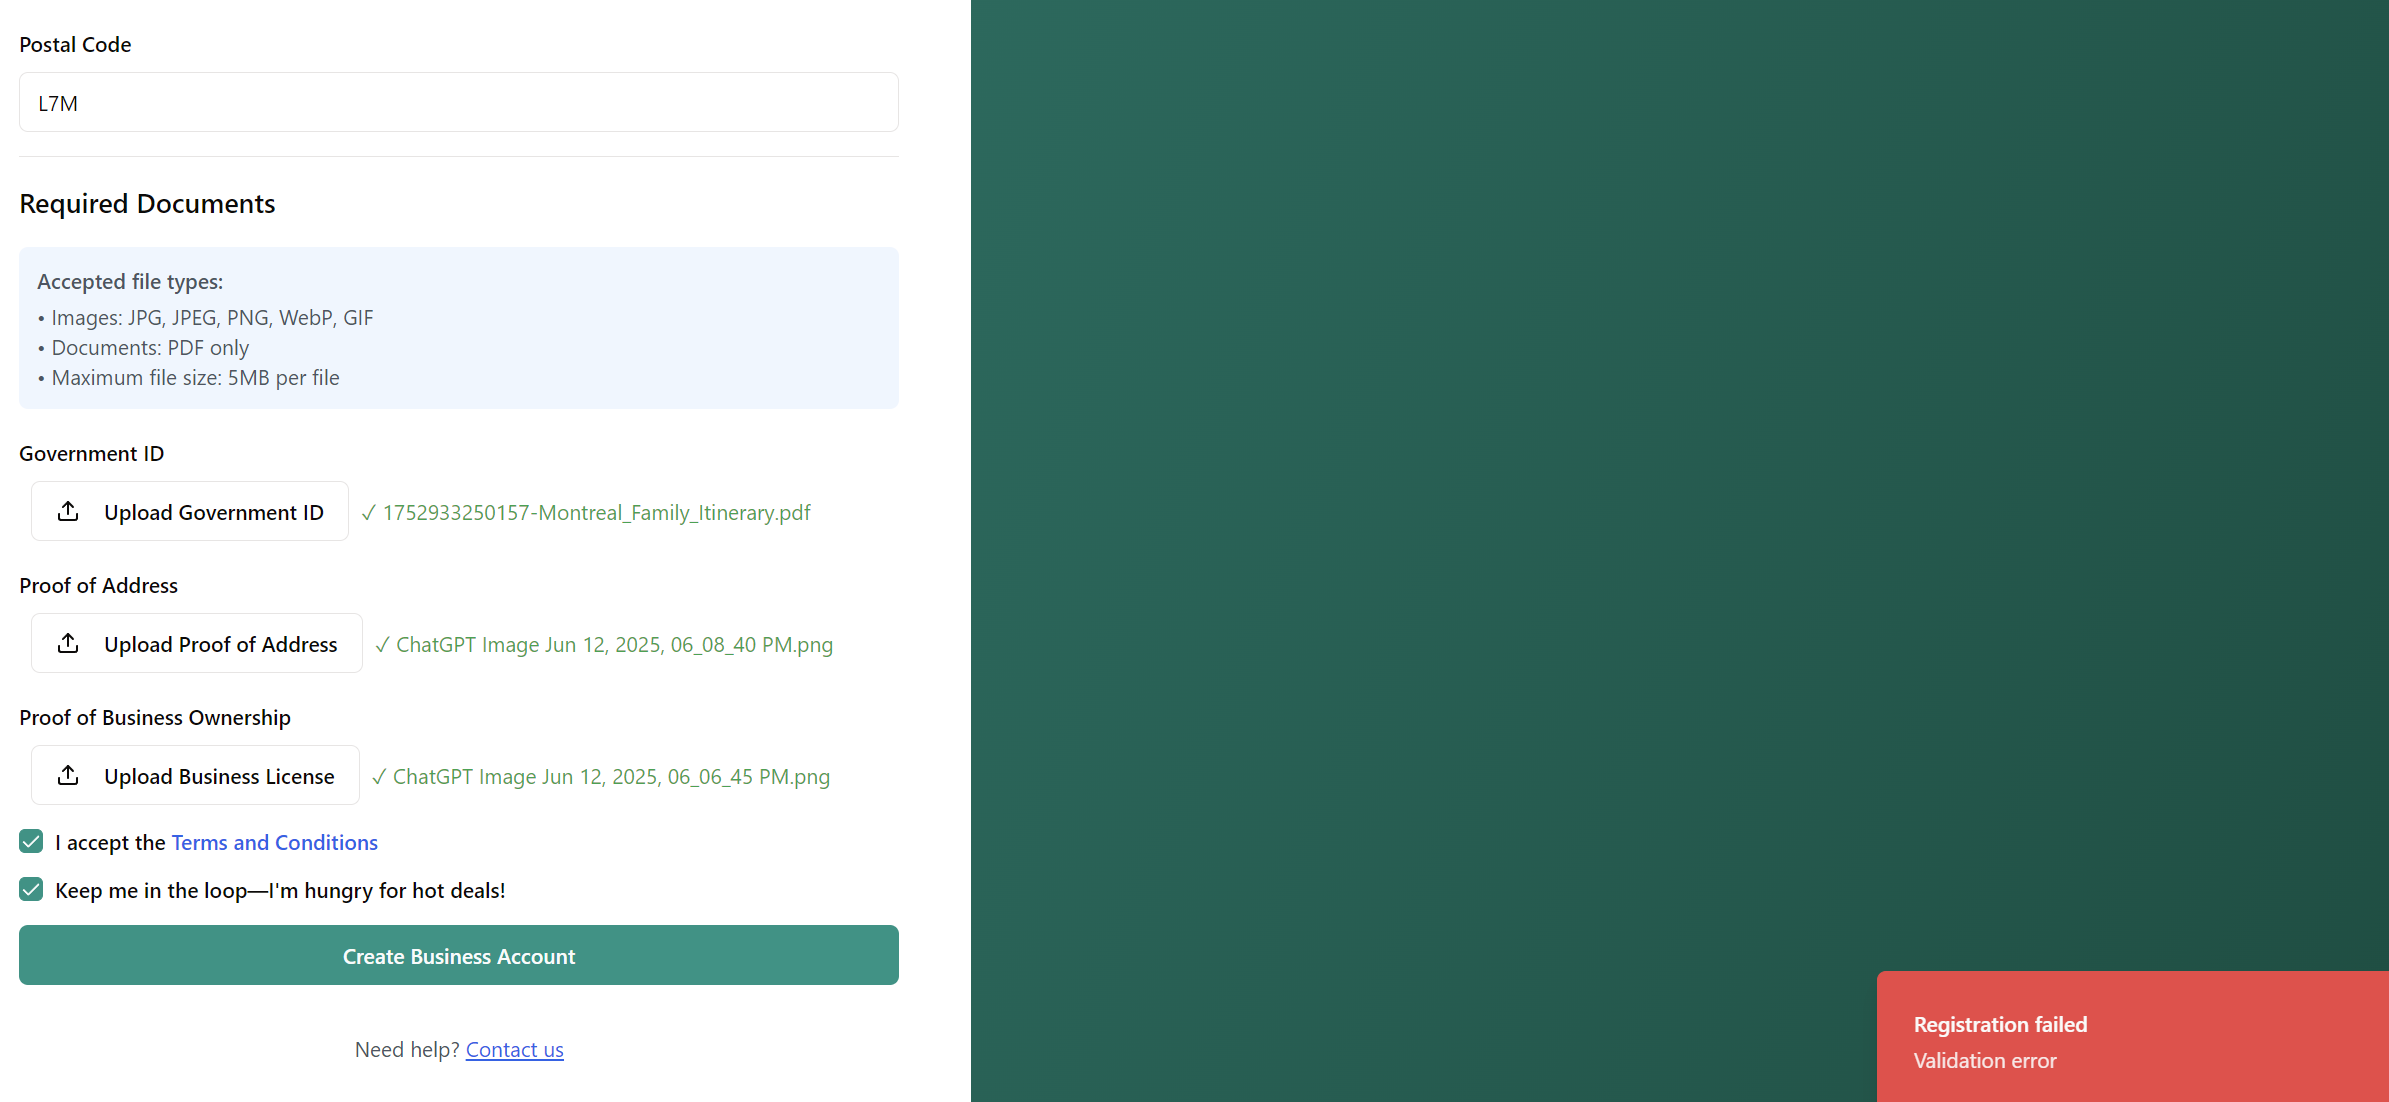 Postal Code
L7M
Required Documents
Accepted file types:
• Images: JPG, JPEG, PNG, WebP, GIF
• Documents: PDF only
• Maximum file size: 5MB per file
Government ID
Upload Government ID ✓ 1752933250157-Montreal_Family_Itinerary.pdf
Proof of Address
Upload Proof of Address ✓ ChatGPT Image Jun 12, 2025, 06_08_40 PM.png
Proof of Business Ownership
Upload Business License ✓ ChatGPT Image Jun 12, 2025, 06_06_45 PM.png
I accept the Terms and Conditions
Keep me in the loop—I'm hungry for hot deals!
Create Business Account
Need help? Contact us
Registration failed
Validation error